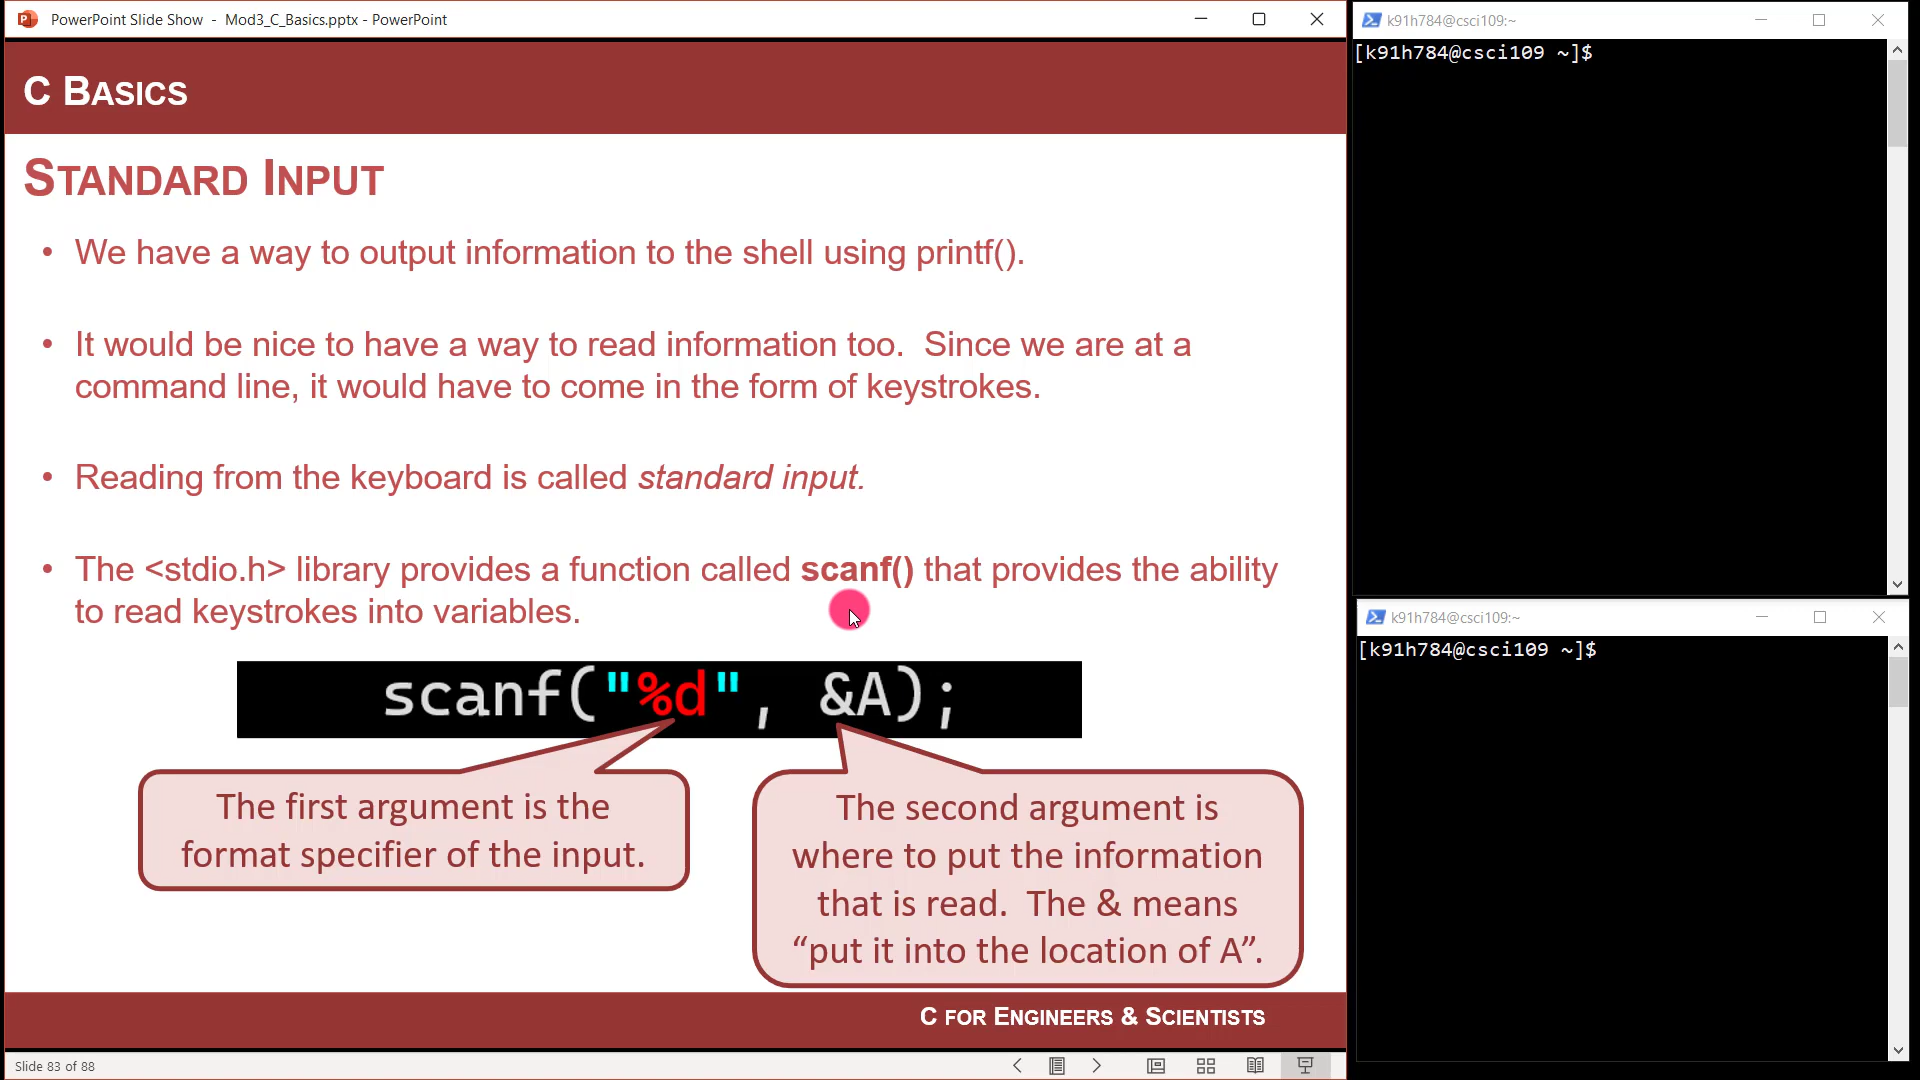 PowerPoint Slide Show - Mod3_C_Basics.pptx - PowerPoint
C BASICS
STANDARD INPUT
• We have a way to output information to the shell using printf().
• It would be nice to have a way to read information too. Since we are at a
command line, it would have to come in the form of keystrokes.
• Reading from the keyboard is called standard input.
• The <stdio.h> library provides a function called scanf() that provides the ability
to read keystrokes into variables.
scanf("%d", &A);
The first argument is the
format specifier of the input.
The second argument is
where to put the information
that is read. The & means
“put it into the location of A”.
C FOR ENGINEERS & SCIENTISTS
Slide 83 of 88
k91h784@csci109:~
[k91h784@csci109 ~]$
k91h784@csci109:~
[k91h784@csci109 ~]$